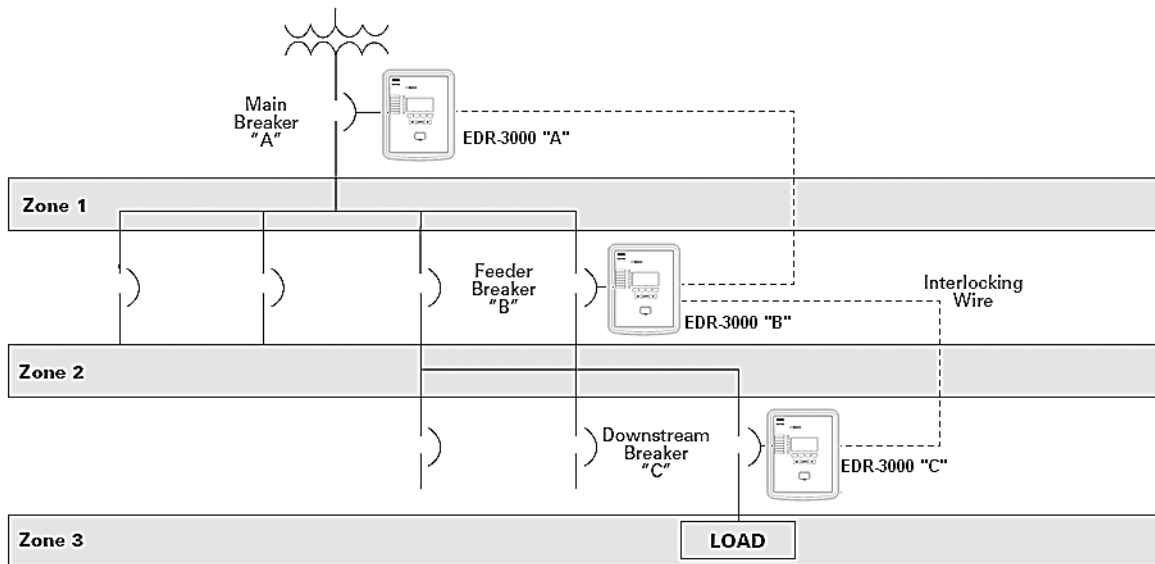 Main
Breaker
"A"
EDR-3000 "A"
Zone 1
Feeder
Breaker
"B"
EDR-3000 "B"
Interlocking
Wire
Zone 2
Downstream
Breaker
"C"
EDR-3000 "C"
Zone 3
LOAD